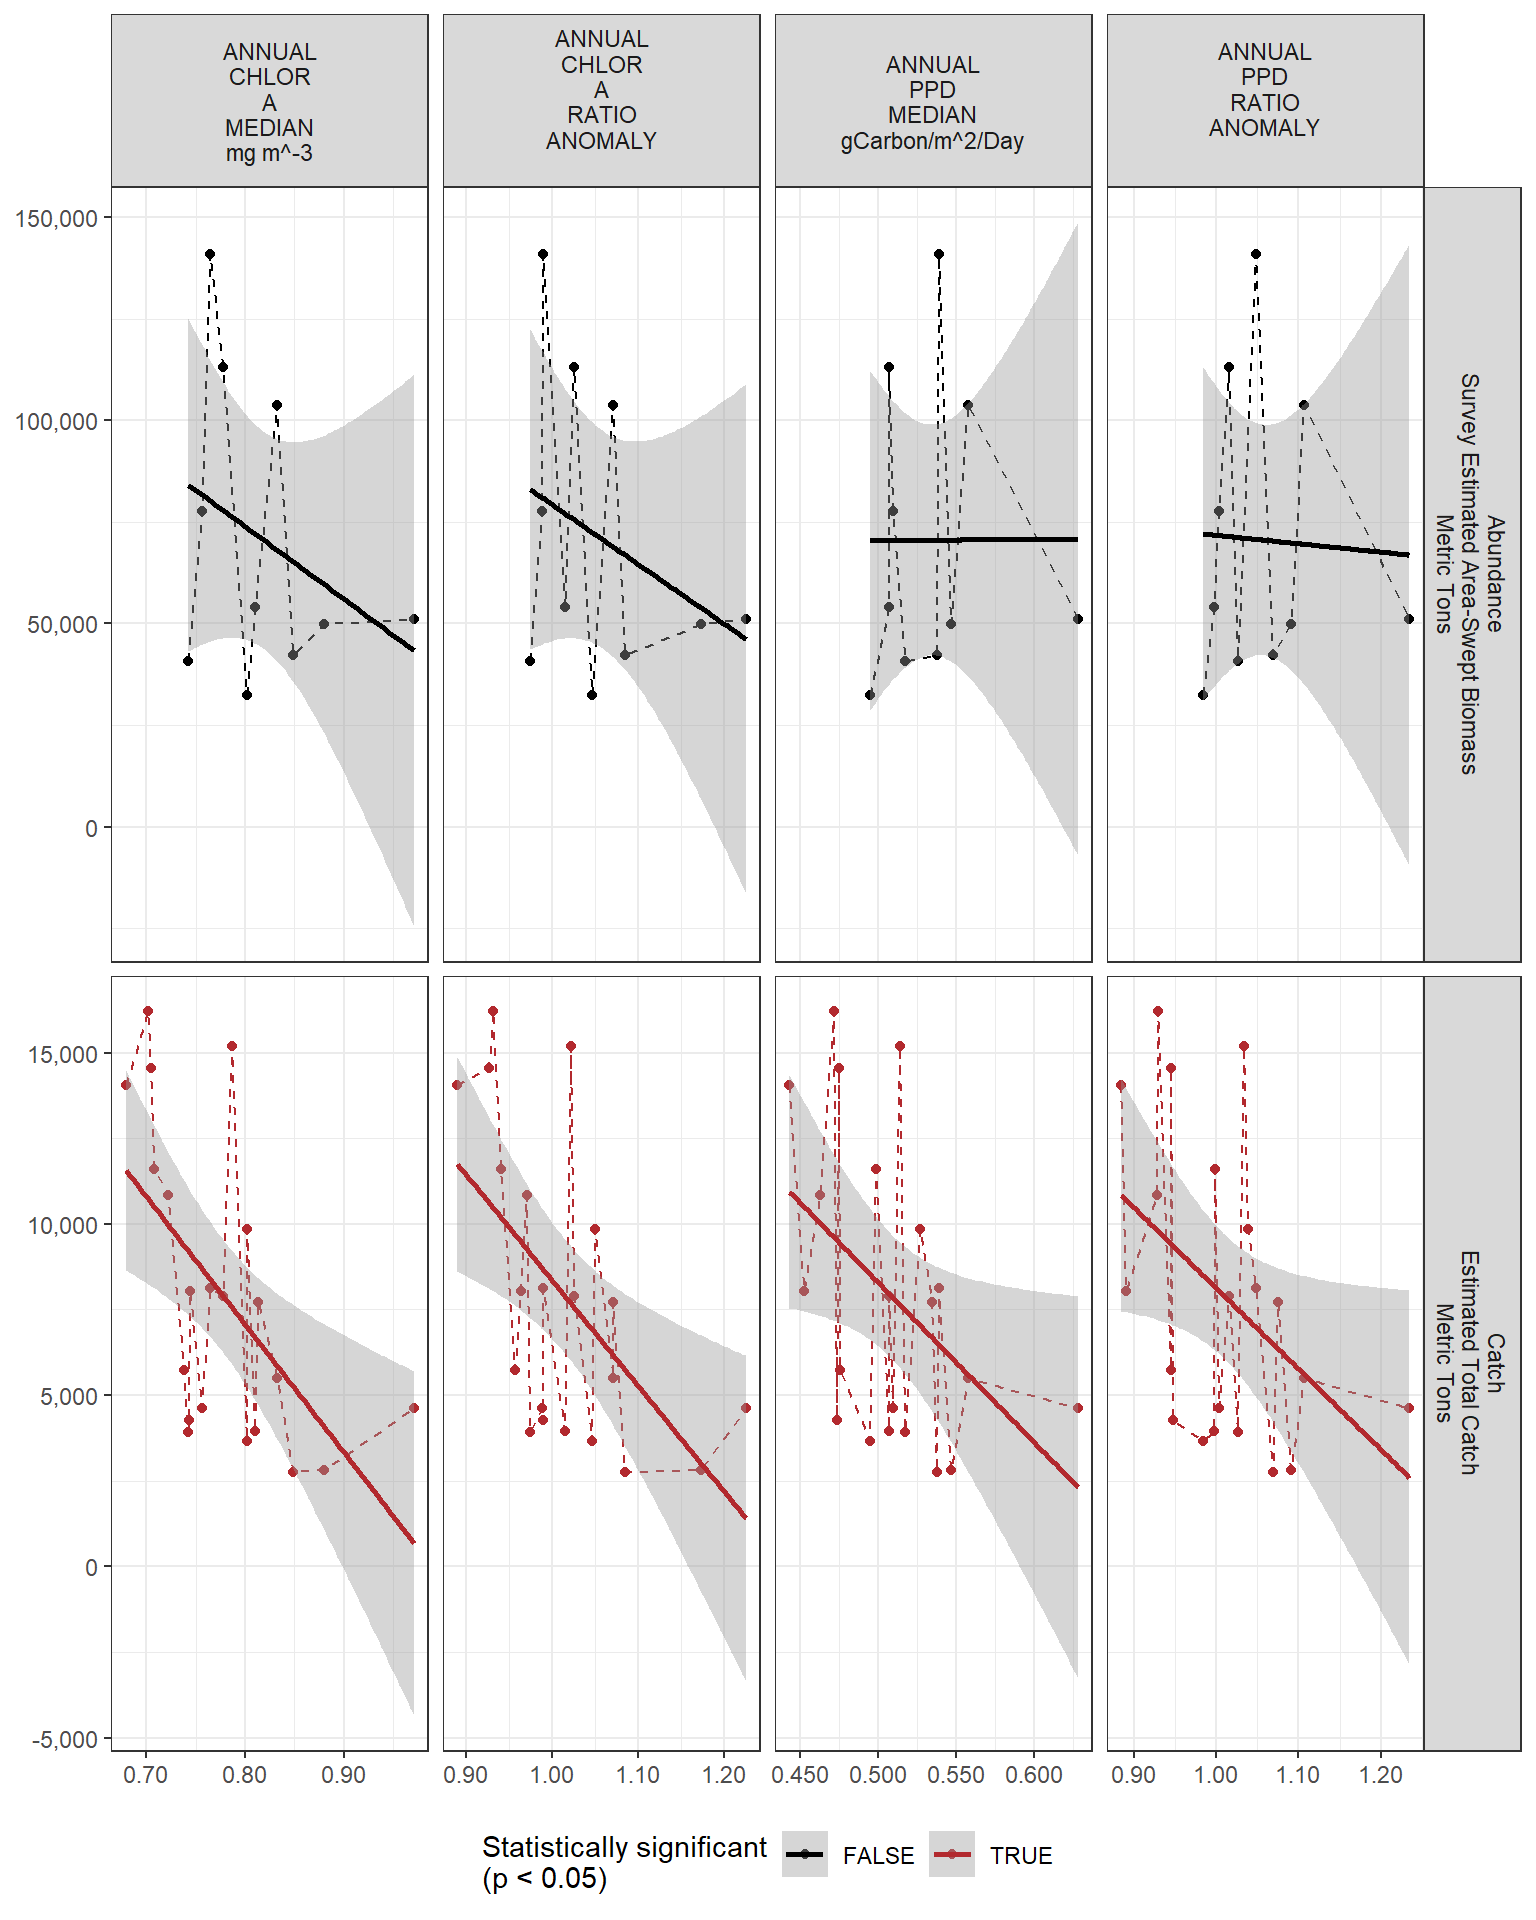 ANNUAL
CHLOR
A
MEDIAN
mg m^-3
ANNUAL
CHLOR
A
RATIO
ANOMALY
ANNUAL
PPD
MEDIAN
gCarbon/m^2/Day
ANNUAL
PPD
RATIO
ANOMALY
150,000
100,000
50,000
0
Abundance
Survey Estimated Area-Swept Biomass
Metric Tons
15,000
10,000
5,000
0
-5,000
Catch
Estimated Total Catch
Metric Tons
0.70 0.80 0.90
0.90 1.00 1.10 1.20
0.450 0.500 0.550 0.600
0.90 1.00 1.10 1.20
Statistically significant
(p < 0.05)
FALSE
TRUE